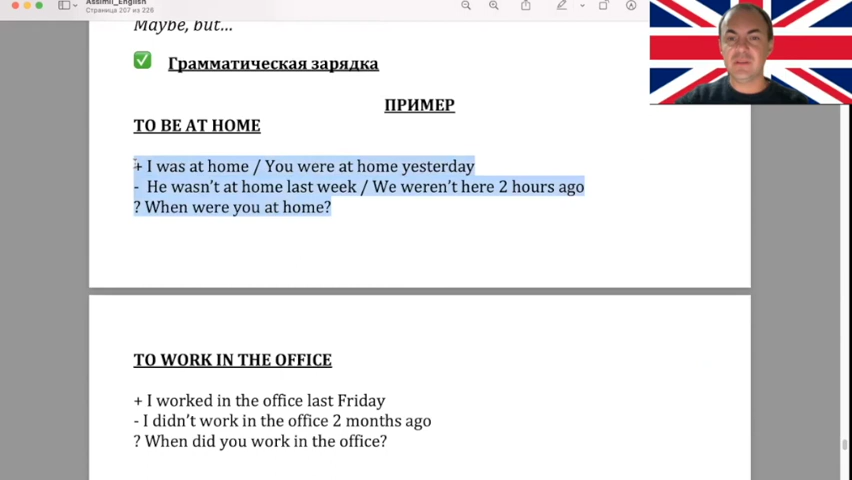 Assimil_English
Страница 207 из 226
Maybe, but...
Грамматическая зарядка
ПРИМЕР
TO BE AT HOME
+ I was at home / You were at home yesterday
- He wasn't at home last week / We weren't here 2 hours ago
? When were you at home?
TO WORK IN THE OFFICE
+ I worked in the office last Friday
- I didn't work in the office 2 months ago
? When did you work in the office?